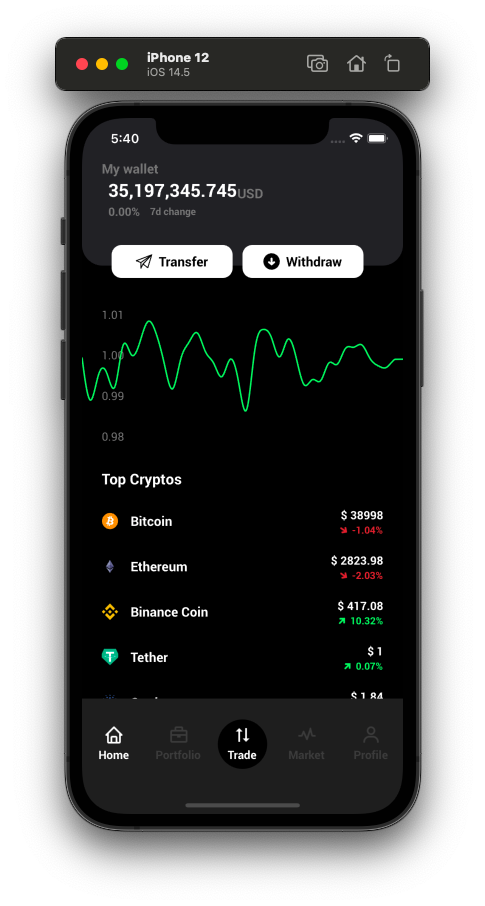 iPhone 12
iOS 14.5
5:40
My wallet
35,197,345.745USD
0.00% 7d change
Transfer
Withdraw
1.01
1.00
0.99
0.98
Top Cryptos
Bitcoin
$ 38998
-1.04%
Ethereum
$ 2823.98
-2.03%
Binance Coin
$ 417.08
10.32%
Tether
$ 1
0.07%
$ 1.84
Home
Portfolio
Trade
Market
Profile